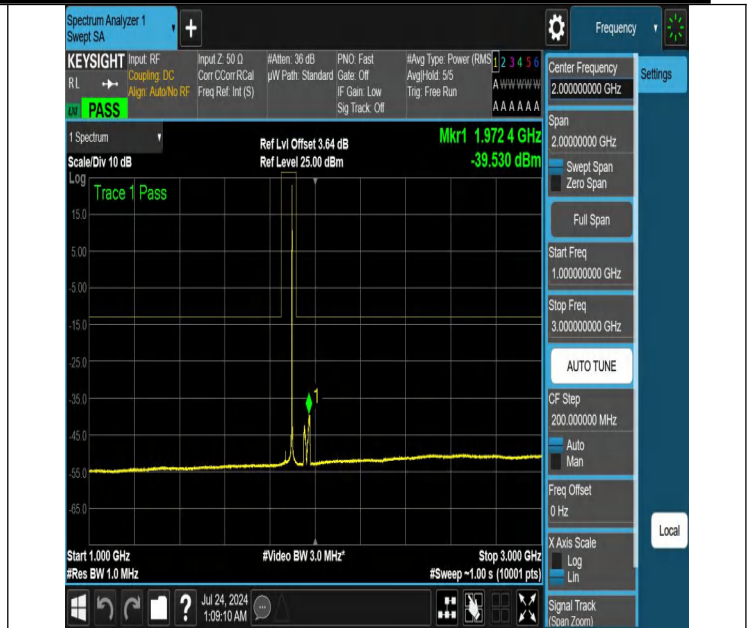 Spectrum Analyzer 1
Swept SA
+
Frequency
KEYSIGHT
Input: RF
Input Z: 50 Ω
#Atten: 36 dB
PNO: Fast
#Avg Type: Power (RMS
1 2 3 4 5 6
RL
Coupling: DC
Corr CCorr RCal
µW Path: Standard
Gate: Off
Avg|Hold: 5/5
A W W W W W
Align: Auto/No RF
Freq Ref: Int (S)
IF Gain: Low
Trig: Free Run
Sig Track: Off
A A A A A A
PASS
1 Spectrum
Ref Lvl Offset 3.64 dB
Mkr1 1.972 4 GHz
Scale/Div 10 dB
Ref Level 25.00 dBm
-39.530 dBm
Log
Trace 1 Pass
15.0
5.00
-5.00
-15.0
-25.0
-35.0
-45.0
-55.0
-65.0
1
Start 1.000 GHz
#Video BW 3.0 MHz*
Stop 3.000 GHz
#Res BW 1.0 MHz
#Sweep ~1.00 s (10001 pts)
Center Frequency
2.000000000 GHz
Settings
Span
2.00000000 GHz
Swept Span
Zero Span
Full Span
Start Freq
1.000000000 GHz
Stop Freq
3.000000000 GHz
AUTO TUNE
CF Step
200.000000 MHz
Auto
Man
Freq Offset
0 Hz
X Axis Scale
Log
Lin
Local
Signal Track
(Span Zoom)
?
Jul 24, 2024
1:09:10 AM